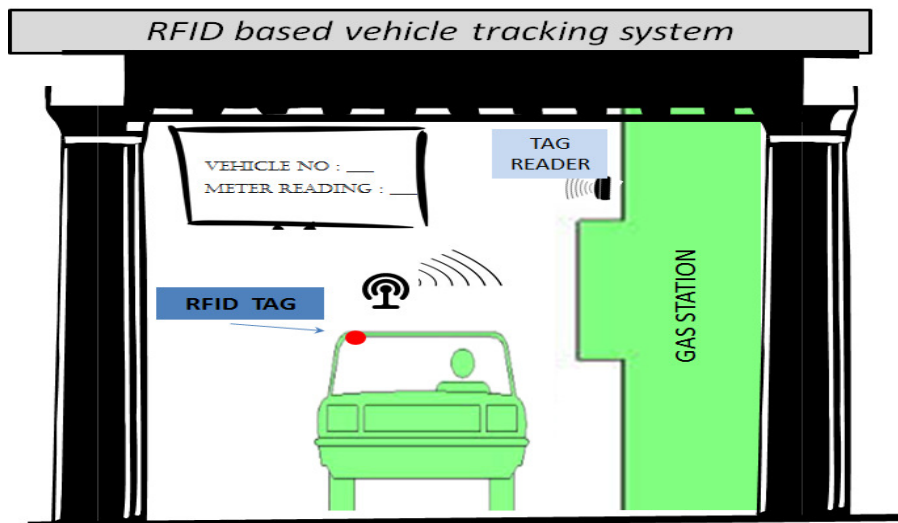 RFID based vehicle tracking system
VEHICLE NO : ___
METER READING : ___
TAG
READER
RFID TAG
GAS STATION